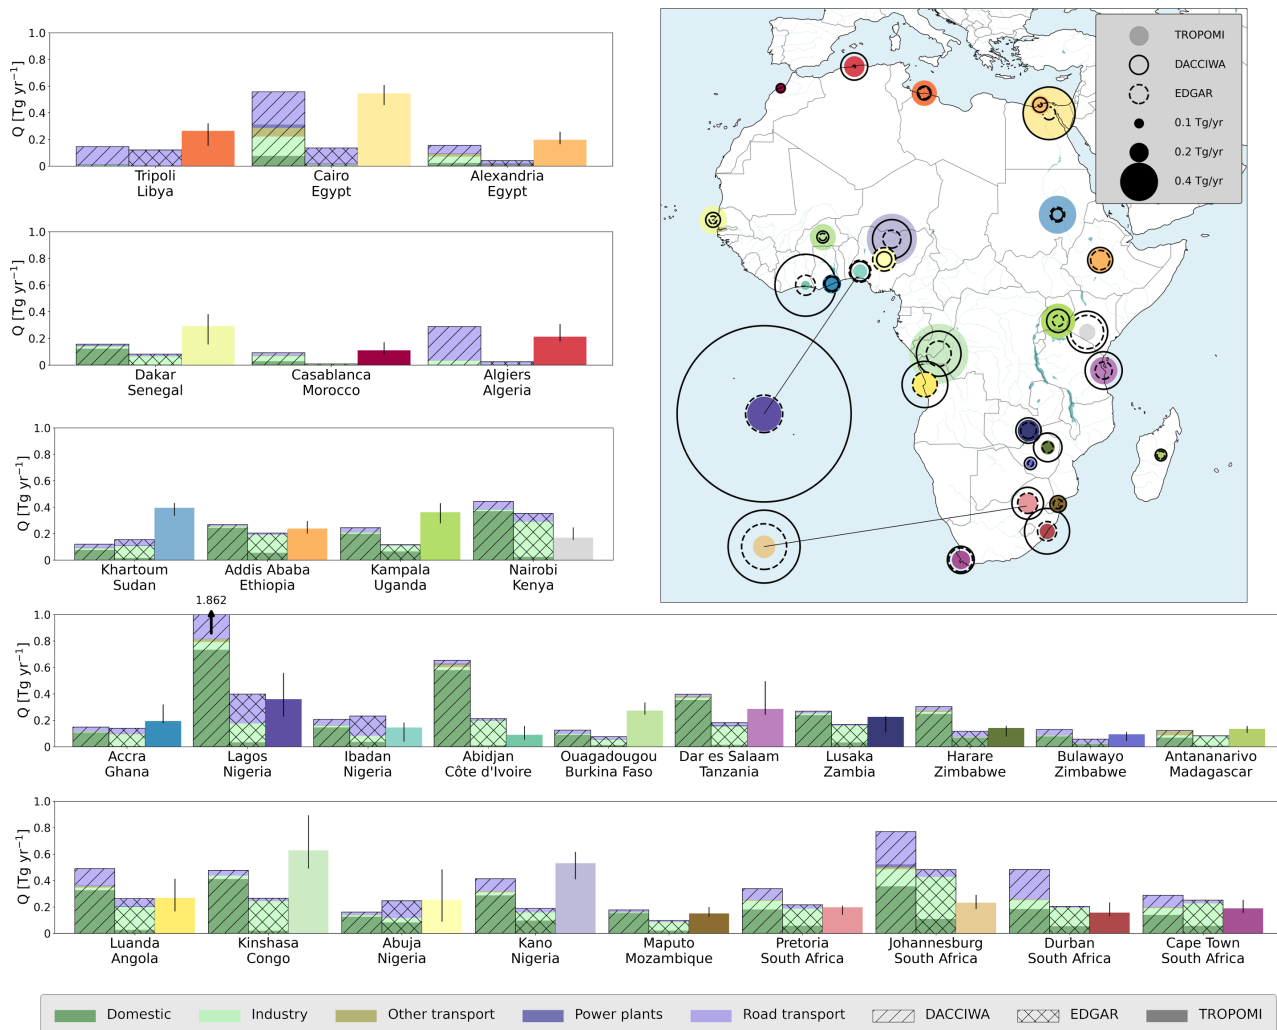 1.0
0.8
0.6
0.4
0.2
0
Q [Tg yr⁻¹]
Tripoli
Libya
Cairo
Egypt
Alexandria
Egypt
TROPOMI
DACCIWA
EDGAR
0.1 Tg/yr
0.2 Tg/yr
0.4 Tg/yr
1.0
0.8
0.6
0.4
0.2
0
Q [Tg yr⁻¹]
Dakar
Senegal
Casablanca
Morocco
Algiers
Algeria
1.0
0.8
0.6
0.4
0.2
0
Q [Tg yr⁻¹]
Khartoum
Sudan
Addis Ababa
Ethiopia
Kampala
Uganda
Nairobi
Kenya
1.862
1.0
0.8
0.6
0.4
0.2
0
Q [Tg yr⁻¹]
Accra
Ghana
Lagos
Nigeria
Ibadan
Nigeria
Abidjan
Côte d'Ivoire
Ouagadougou
Burkina Faso
Dar es Salaam
Tanzania
Lusaka
Zambia
Harare
Zimbabwe
Bulawayo
Zimbabwe
Antananarivo
Madagascar
1.0
0.8
0.6
0.4
0.2
0
Q [Tg yr⁻¹]
Luanda
Angola
Kinshasa
Congo
Abuja
Nigeria
Kano
Nigeria
Maputo
Mozambique
Pretoria
South Africa
Johannesburg
South Africa
Durban
South Africa
Cape Town
South Africa
Domestic
Industry
Other transport
Power plants
Road transport
DACCIWA
EDGAR
TROPOMI